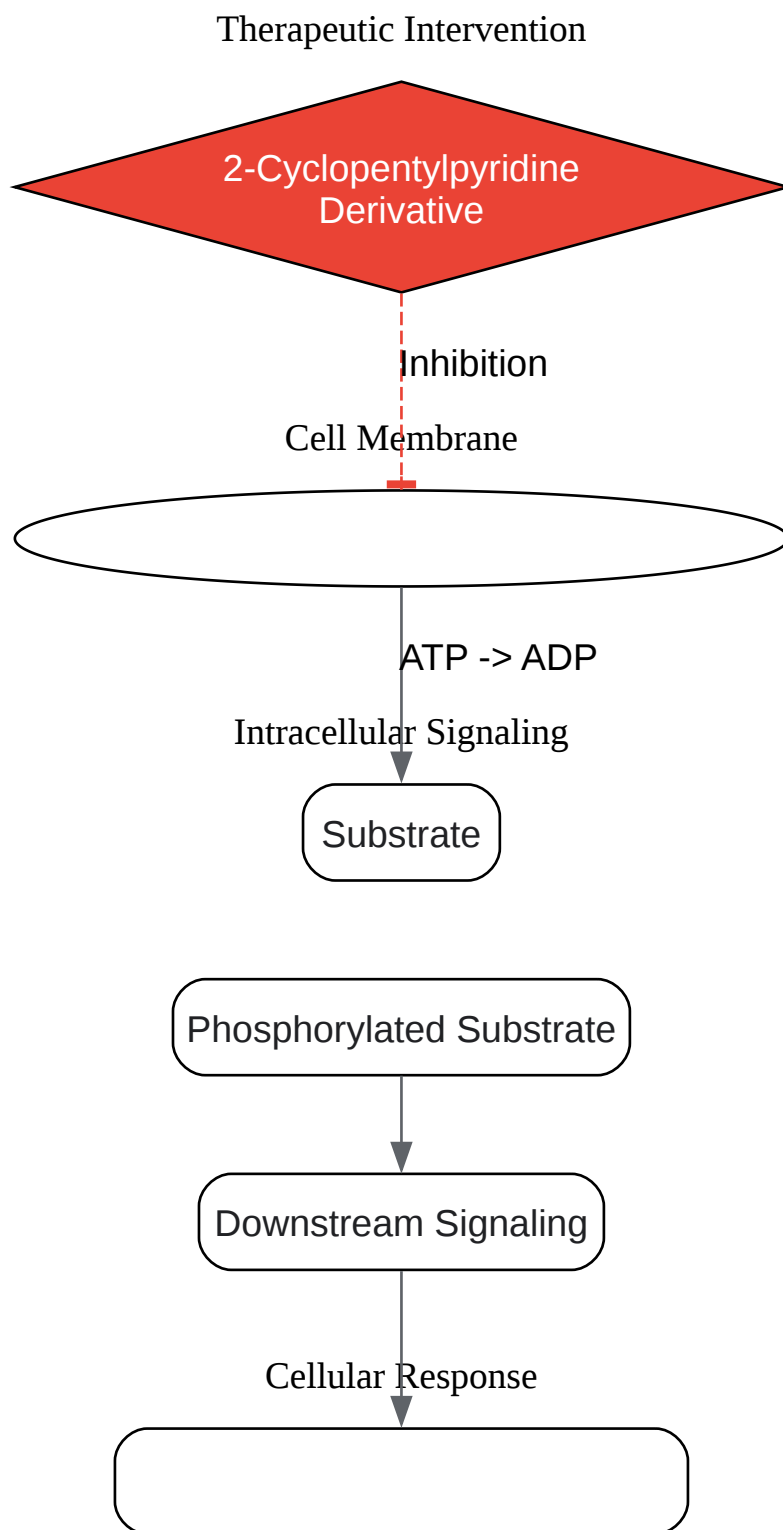 Therapeutic Intervention
2-Cyclopentylpyridine
Derivative
Inhibition
Cell Membrane
ATP -> ADP
Intracellular Signaling
Substrate
Phosphorylated Substrate
Downstream Signaling
Cellular Response